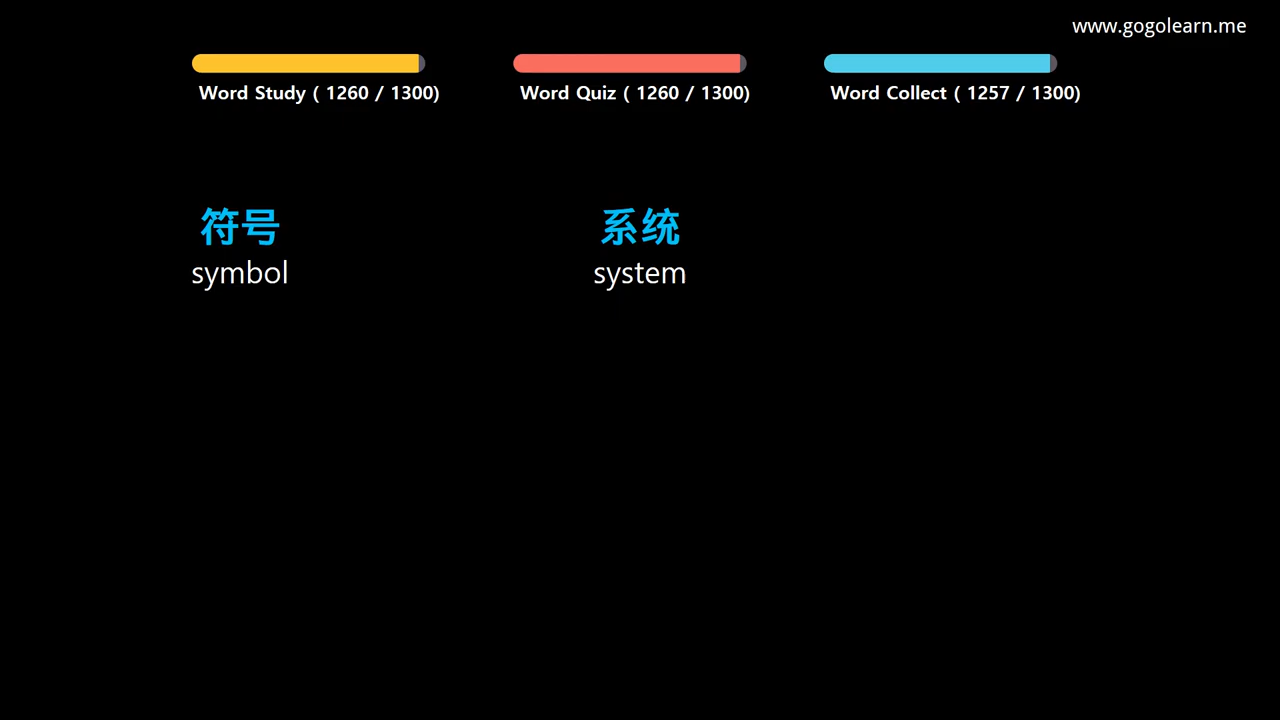 www.gogolearn.me
Word Study ( 1260 / 1300)
Word Quiz ( 1260 / 1300)
Word Collect ( 1257 / 1300)
符号
系统
symbol
system